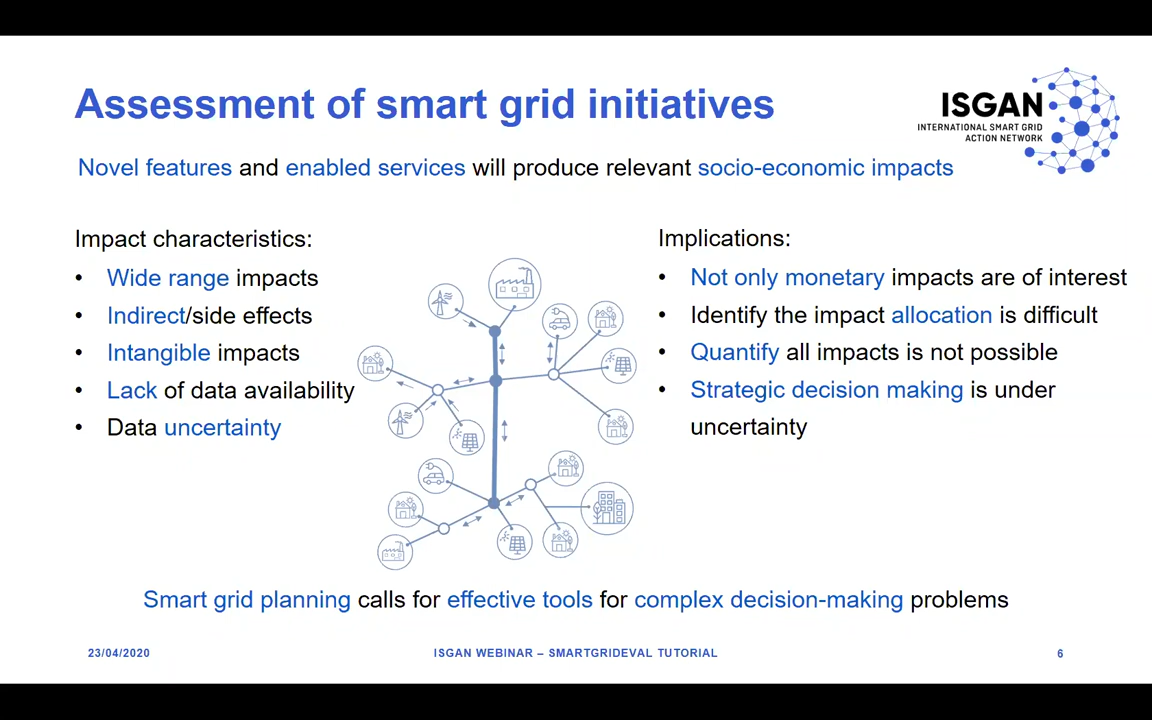 Assessment of smart grid initiatives
ISGAN
INTERNATIONAL SMART GRID
ACTION NETWORK
Novel features and enabled services will produce relevant socio-economic impacts
Impact characteristics:
• Wide range impacts
• Indirect/side effects
• Intangible impacts
• Lack of data availability
• Data uncertainty
Implications:
• Not only monetary impacts are of interest
• Identify the impact allocation is difficult
• Quantify all impacts is not possible
• Strategic decision making is under
uncertainty
Smart grid planning calls for effective tools for complex decision-making problems
23/04/2020
ISGAN WEBINAR – SMARTGRIDEVAL TUTORIAL
6